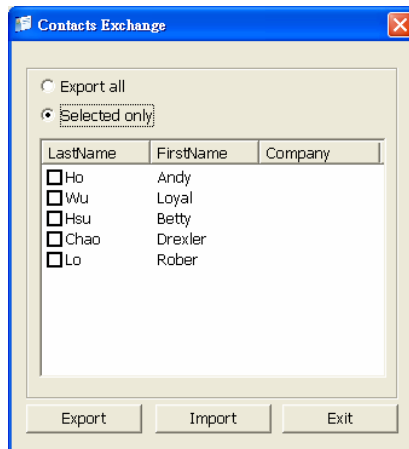 Contacts Exchange
Export all
Selected only
LastName FirstName Company
Ho Andy
Wu Loyal
Hsu Betty
Chao Drexler
Lo Rober
Export Import Exit